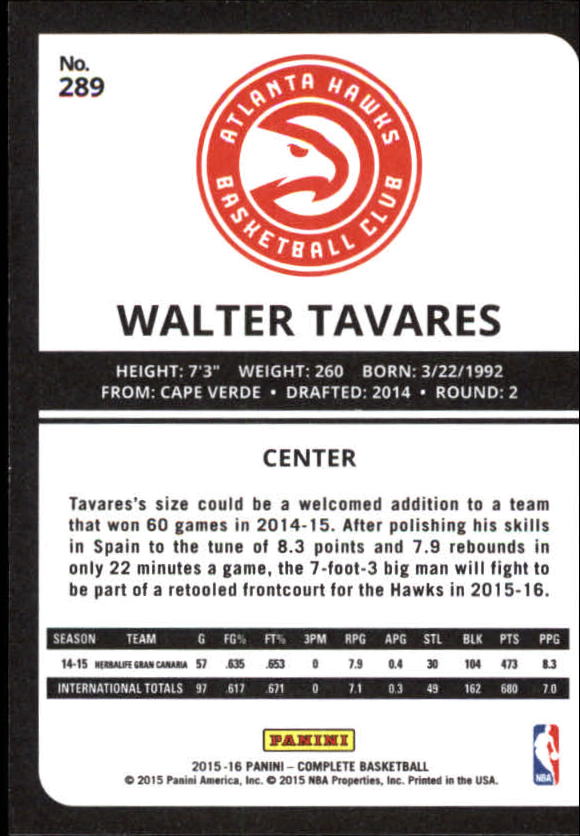 No.
289
ATLANTA HAWKS
BASKETBALL CLUB
WALTER TAVARES
HEIGHT: 7'3" WEIGHT: 260 BORN: 3/22/1992
FROM: CAPE VERDE • DRAFTED: 2014 • ROUND: 2
CENTER
Tavares's size could be a welcomed addition to a team
that won 60 games in 2014-15. After polishing his skills
in Spain to the tune of 8.3 points and 7.9 rebounds in
only 22 minutes a game, the 7-foot-3 big man will fight to
be part of a retooled frontcourt for the Hawks in 2015-16.
SEASON TEAM G FG% FT% 3PM RPG APG STL BLK PTS PPG
14-15 HERBALIFE GRAN CANARIA 57 .635 .653 0 7.9 0.4 30 104 473 8.3
INTERNATIONAL TOTALS 97 .617 .671 0 7.1 0.3 49 162 680 7.0
PANINI
NBA
2015-16 PANINI – COMPLETE BASKETBALL
© 2015 Panini America, Inc. © 2015 NBA Properties, Inc. Printed in the USA.